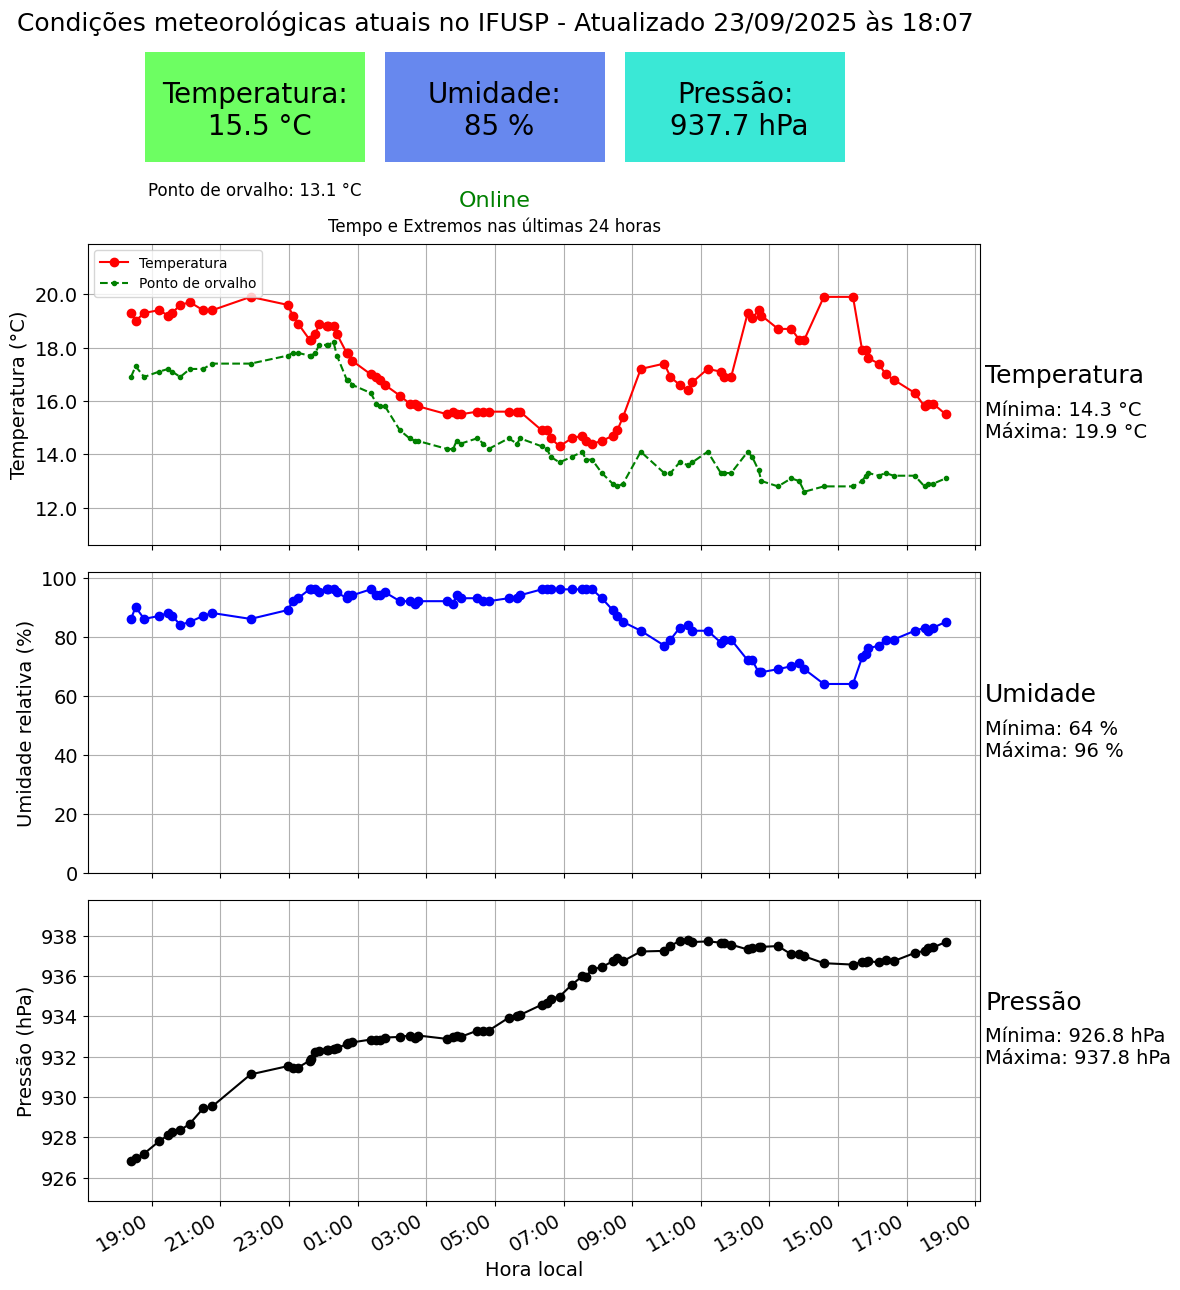 Condições meteorológicas atuais no IFUSP - Atualizado 23/09/2025 às 18:07
Temperatura:
15.5 °C
Umidade:
85 %
Pressão:
937.7 hPa
Ponto de orvalho: 13.1 °C
Online
Tempo e Extremos nas últimas 24 horas
Temperatura
Ponto de orvalho
Temperatura (°C)
20.0
18.0
16.0
14.0
12.0
Temperatura
Mínima: 14.3 °C
Máxima: 19.9 °C
Umidade relativa (%)
100
80
60
40
20
0
Umidade
Mínima: 64 %
Máxima: 96 %
Pressão (hPa)
938
936
934
932
930
928
926
Pressão
Mínima: 926.8 hPa
Máxima: 937.8 hPa
19:00
21:00
23:00
01:00
03:00
05:00
07:00
09:00
11:00
13:00
15:00
17:00
19:00
Hora local